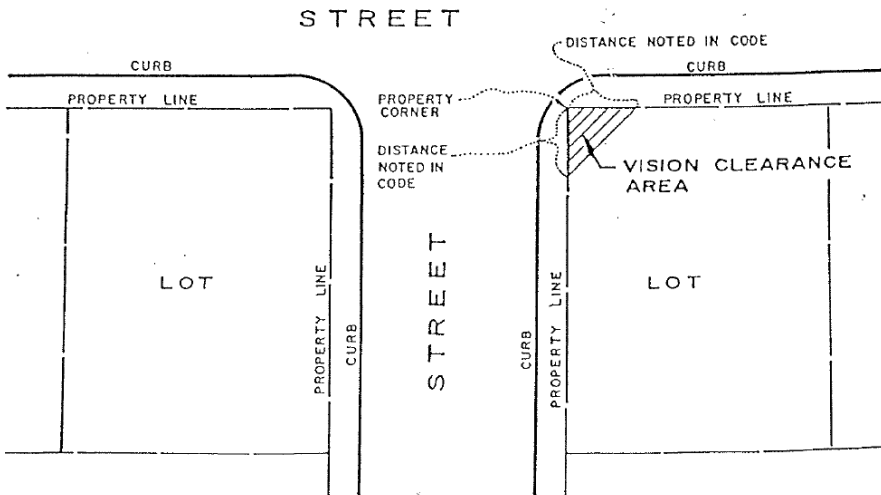 STREET
DISTANCE NOTED IN CODE
CURB
CURB
PROPERTY LINE
PROPERTY
CORNER
PROPERTY LINE
DISTANCE
NOTED IN
CODE
VISION CLEARANCE
AREA
LOT
LOT
STREET
PROPERTY LINE
CURB
CURB
PROPERTY LINE